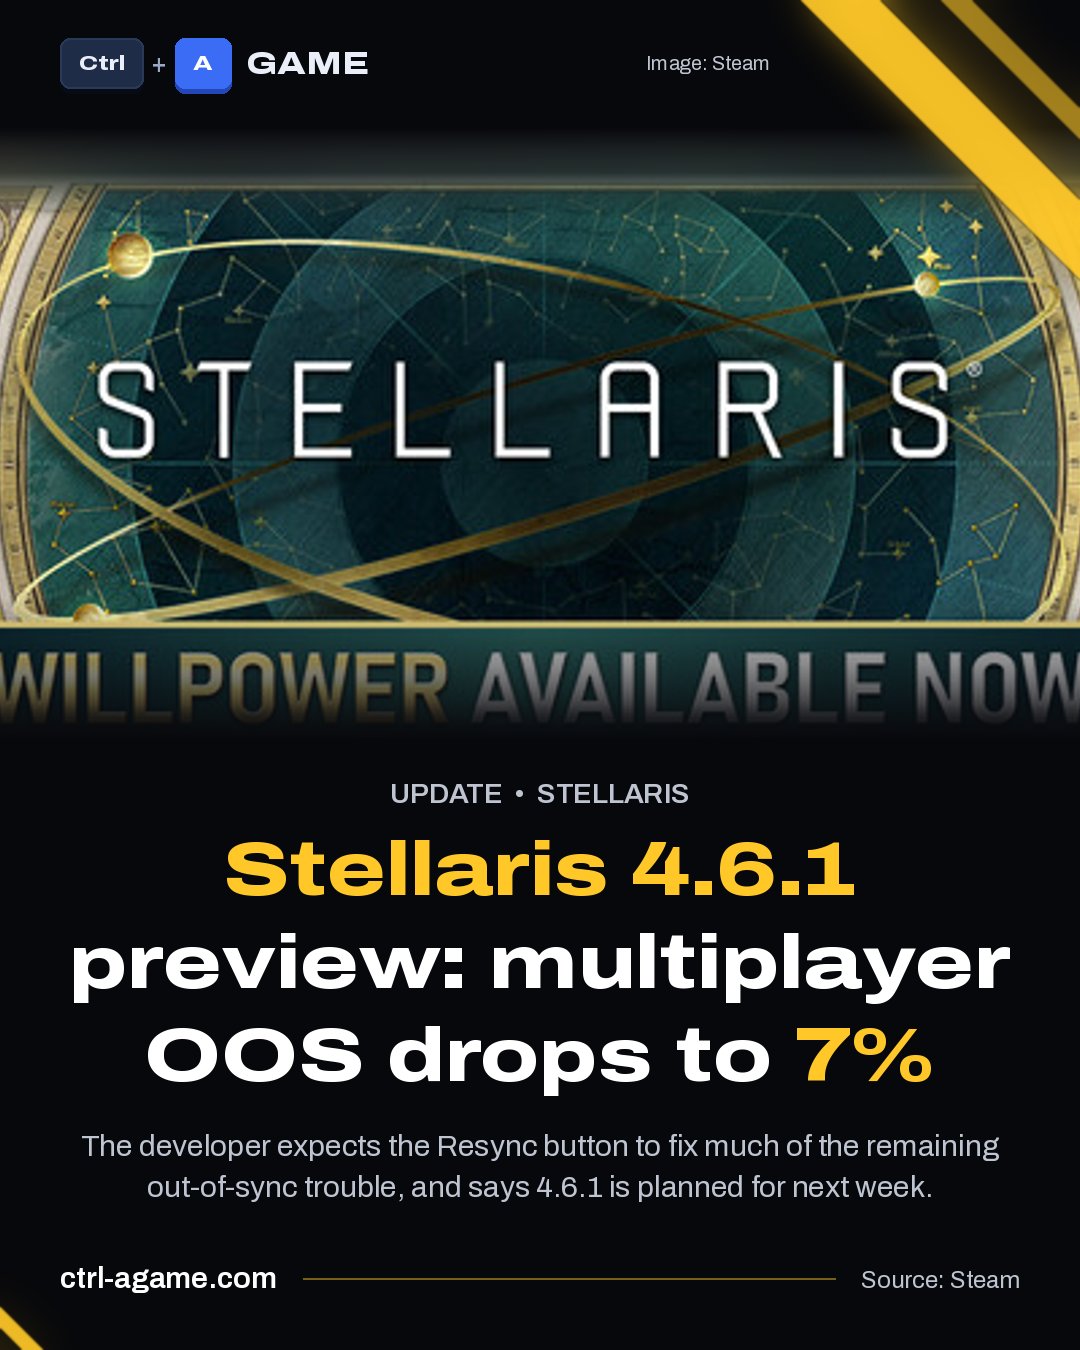 Ctrl + A GAME
Image: Steam
STELLARIS®
WILLPOWER AVAILABLE NOW
UPDATE • STELLARIS
Stellaris 4.6.1
preview: multiplayer
OOS drops to 7%
The developer expects the Resync button to fix much of the remaining
out-of-sync trouble, and says 4.6.1 is planned for next week.
ctrl-agame.com
Source: Steam